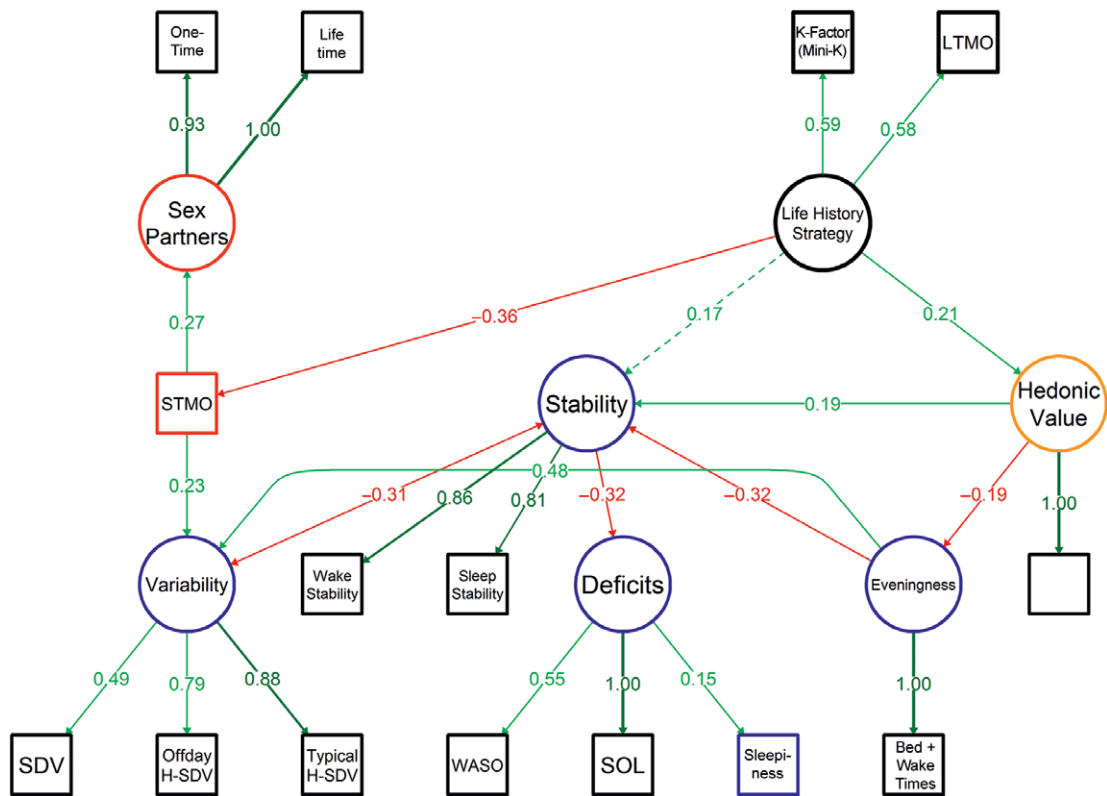 One-
Time
Life
time
K-Factor
(Mini-K)
LTMO
0.93
1.00
0.59
0.58
Sex
Partners
Life History
Strategy
0.27
–0.36
0.17
0.21
STMO
Stability
0.19
Hedonic
Value
0.23
–0.31
0.86
0.81
–0.32
0.48
–0.32
–0.19
1.00
Variability
Wake
Stability
Sleep
Stability
Deficits
Eveningness
0.49
0.79
0.88
0.55
1.00
0.15
1.00
SDV
Offday
H-SDV
Typical
H-SDV
WASO
SOL
Sleepi-
ness
Bed +
Wake
Times